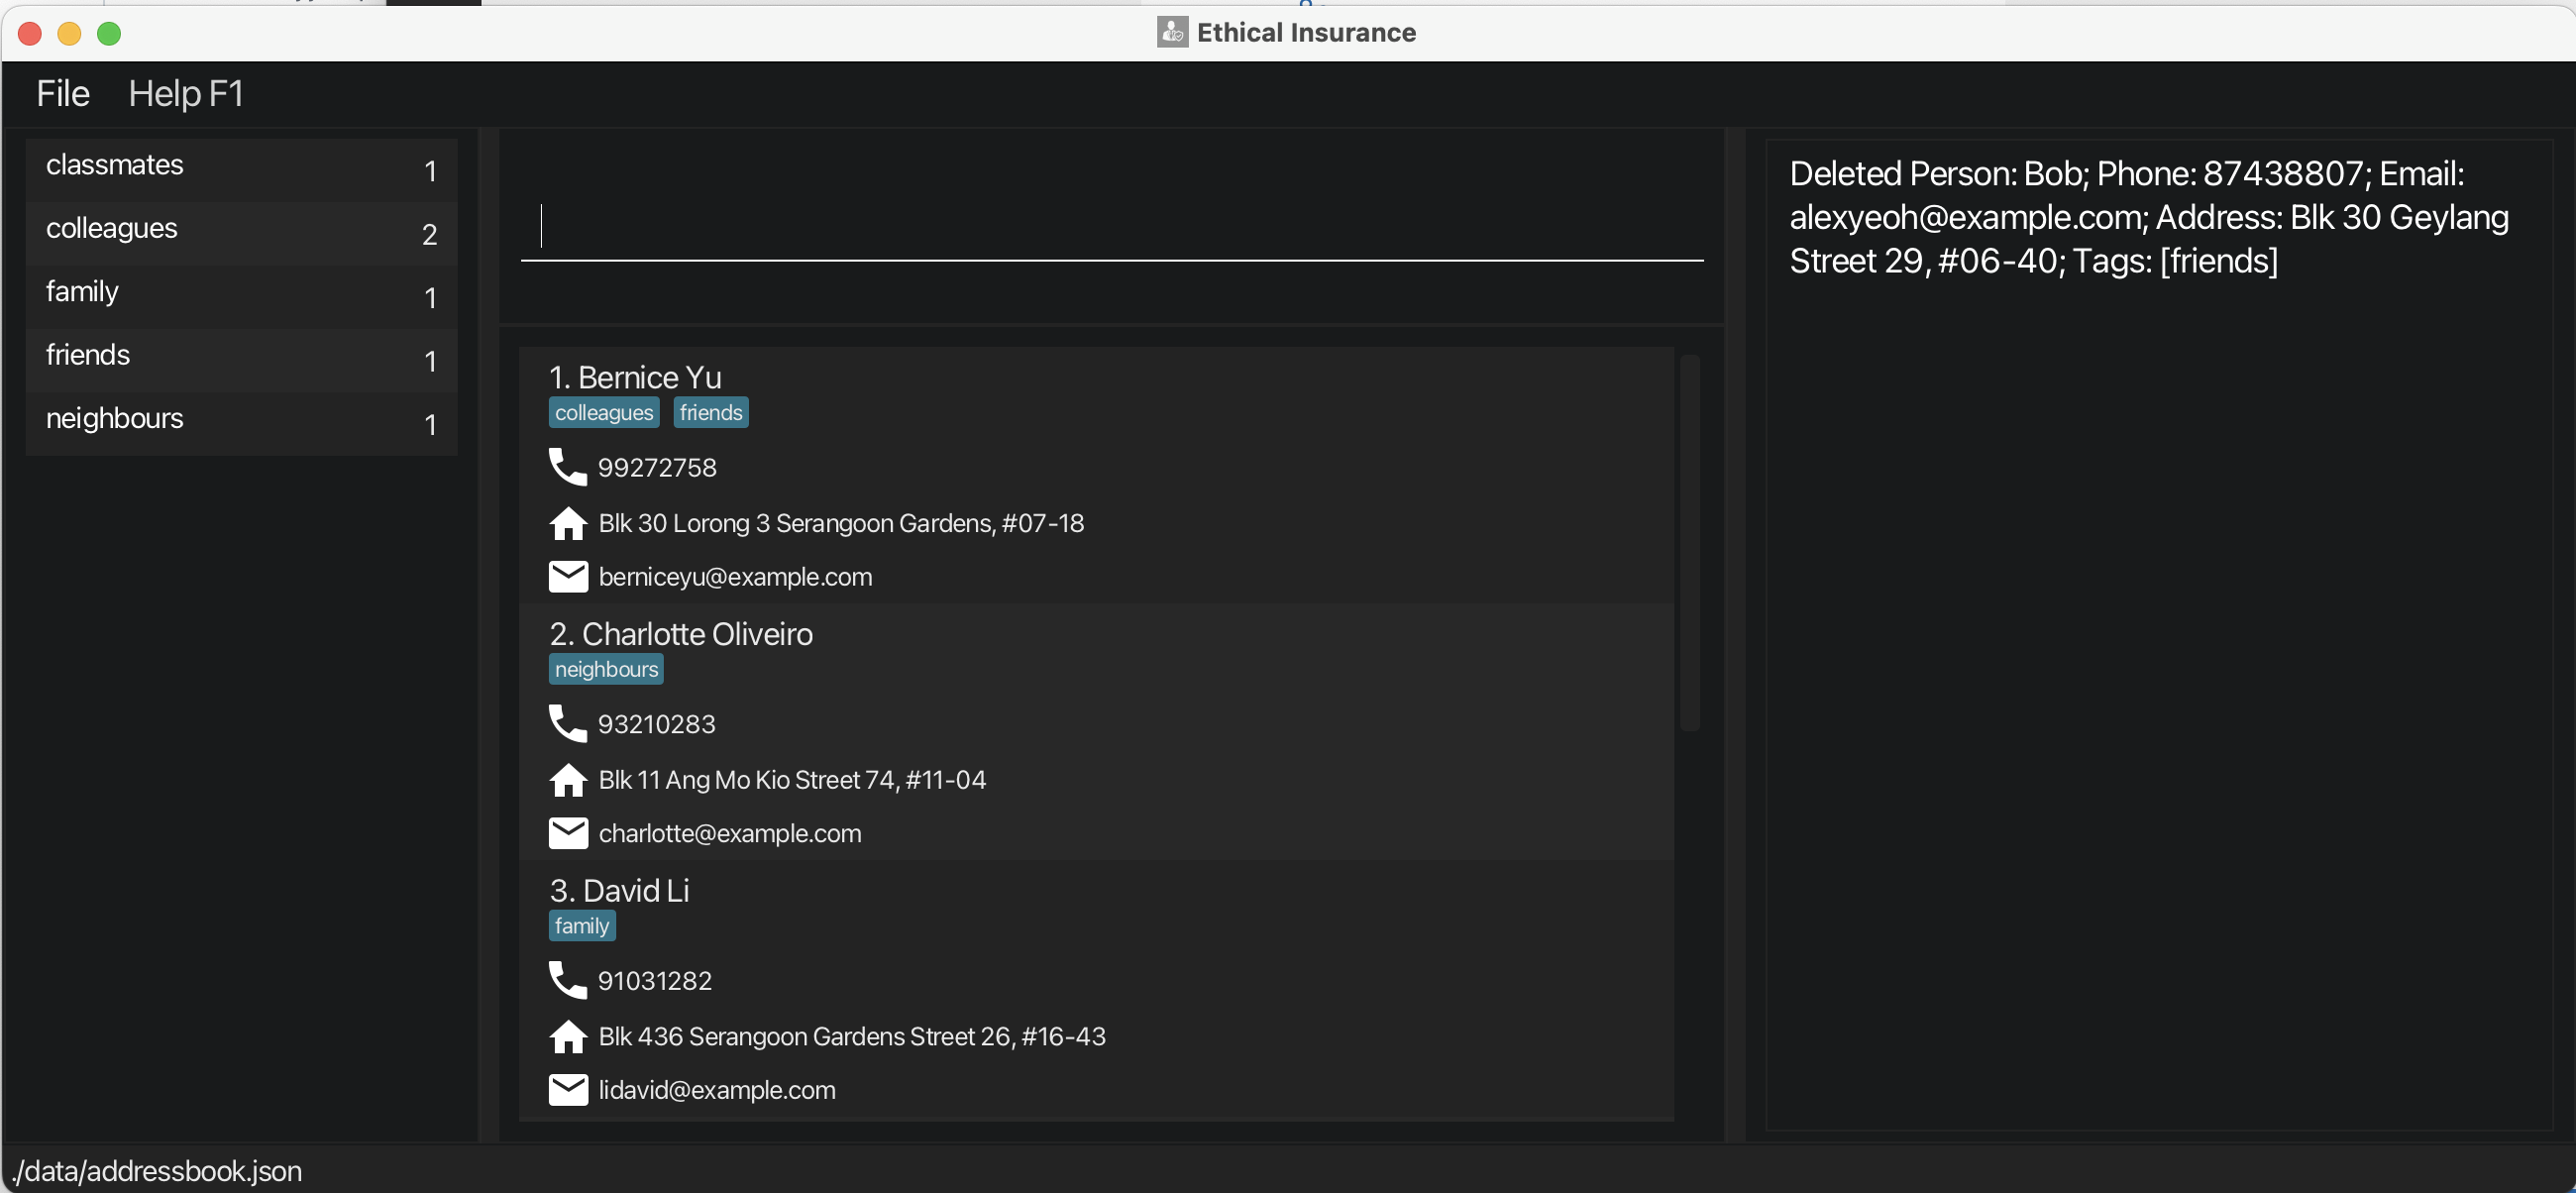 Ethical Insurance
File Help F1
classmates 1
colleagues 2
family 1
friends 1
neighbours 1
1. Bernice Yu
colleagues friends
99272758
Blk 30 Lorong 3 Serangoon Gardens, #07-18
berniceyu@example.com
2. Charlotte Oliveiro
neighbours
93210283
Blk 11 Ang Mo Kio Street 74, #11-04
charlotte@example.com
3. David Li
family
91031282
Blk 436 Serangoon Gardens Street 26, #16-43
lidavid@example.com
Deleted Person: Bob; Phone: 87438807; Email:
alexyeoh@example.com; Address: Blk 30 Geylang
Street 29, #06-40; Tags: [friends]
./data/addressbook.json